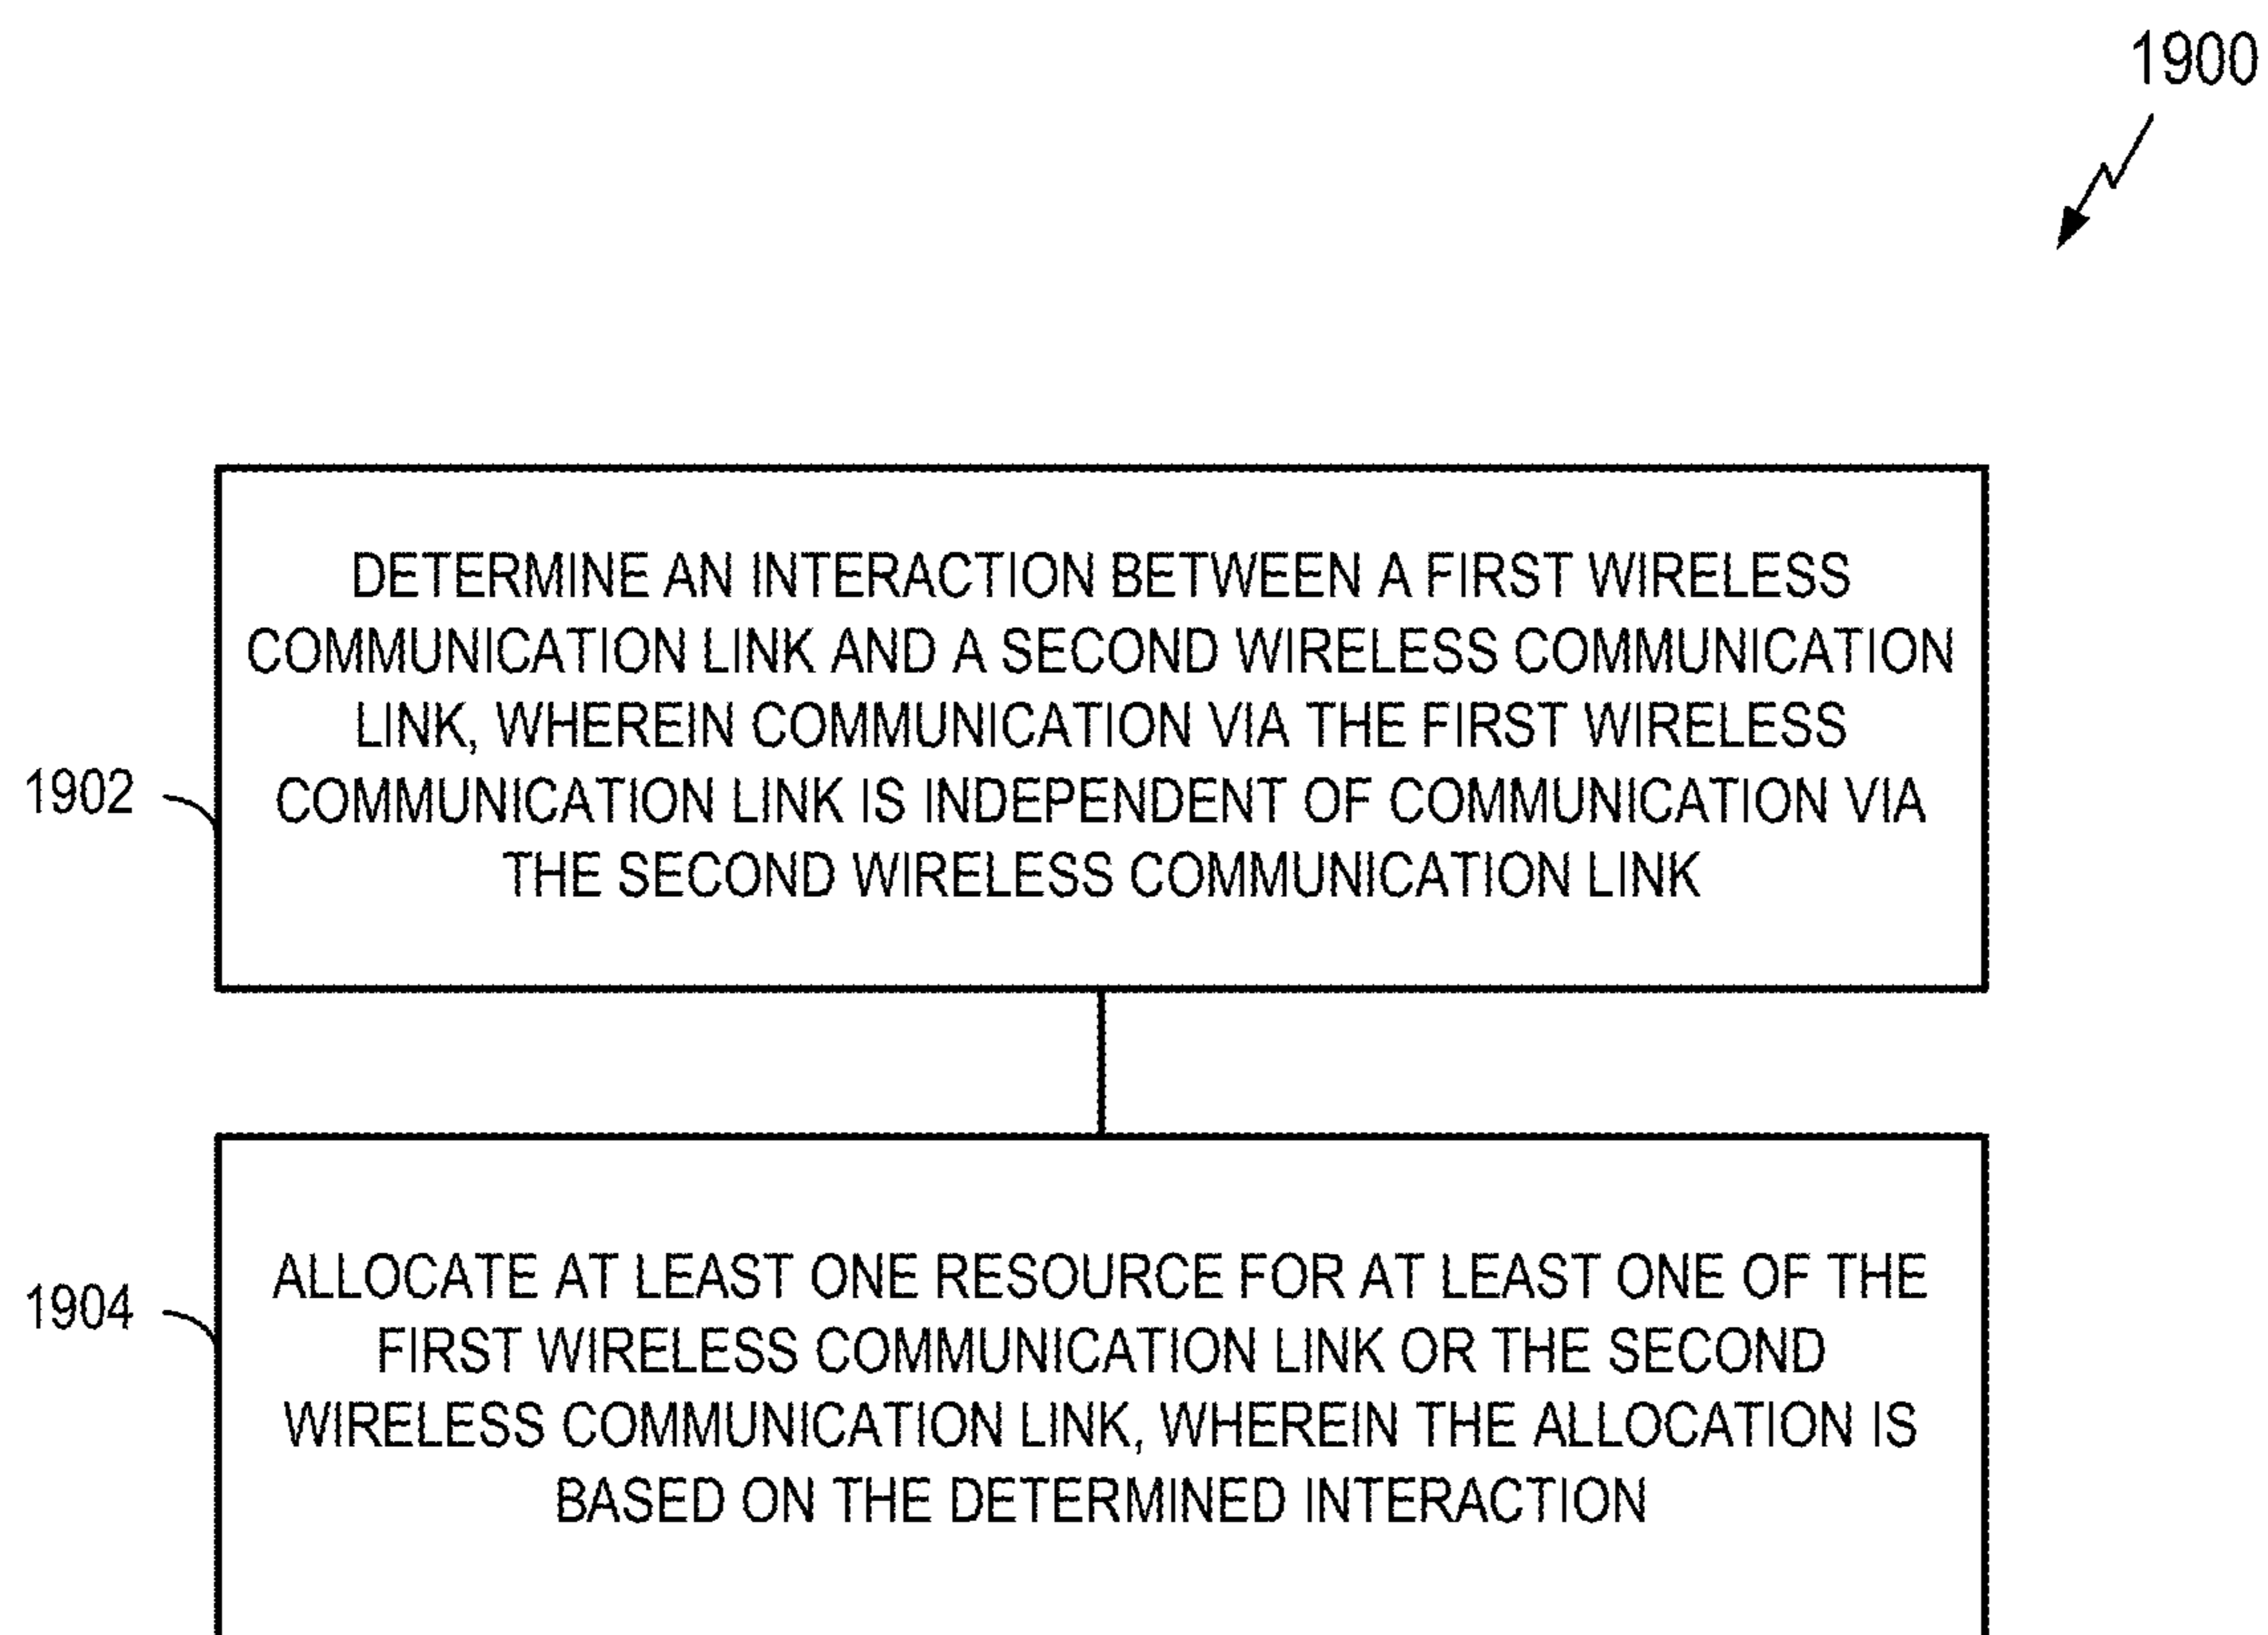 1900
DETERMINE AN INTERACTION BETWEEN A FIRST WIRELESS
COMMUNICATION LINK AND A SECOND WIRELESS COMMUNICATION
LINK, WHEREIN COMMUNICATION VIA THE FIRST WIRELESS
1902
COMMUNICATION LINK IS INDEPENDENT OF COMMUNICATION VIA
THE SECOND WIRELESS COMMUNICATION LINK
ALLOCATE AT LEAST ONE RESOURCE FOR AT LEAST ONE OF THE
1904
FIRST WIRELESS COMMUNICATION LINK OR THE SECOND
WIRELESS COMMUNICATION LINK, WHEREIN THE ALLOCATION IS
BASED ON THE DETERMINED INTERACTION